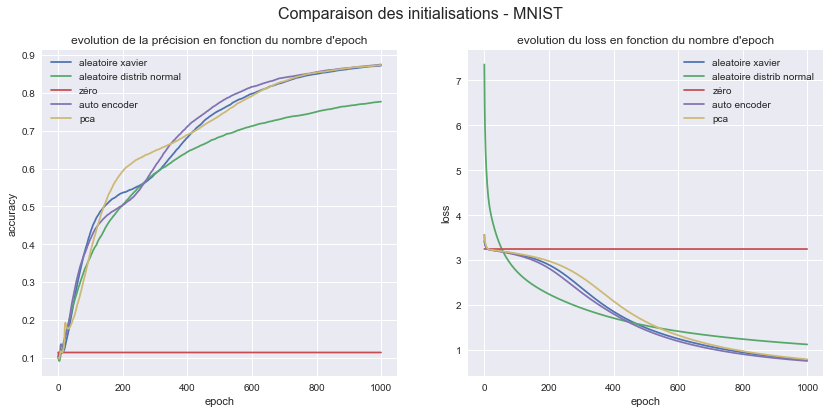 Comparaison des initialisations - MNIST
evolution de la précision en fonction du nombre d'epoch
aleatoire xavier
aleatoire distrib normal
zéro
auto encoder
pca
0.9
0.8
0.7
0.6
0.5
0.4
0.3
0.2
0.1
accuracy
0
200
400
600
800
1000
epoch
evolution du loss en fonction du nombre d'epoch
aleatoire xavier
aleatoire distrib normal
zéro
auto encoder
pca
7
6
5
4
3
2
1
loss
0
200
400
600
800
1000
epoch